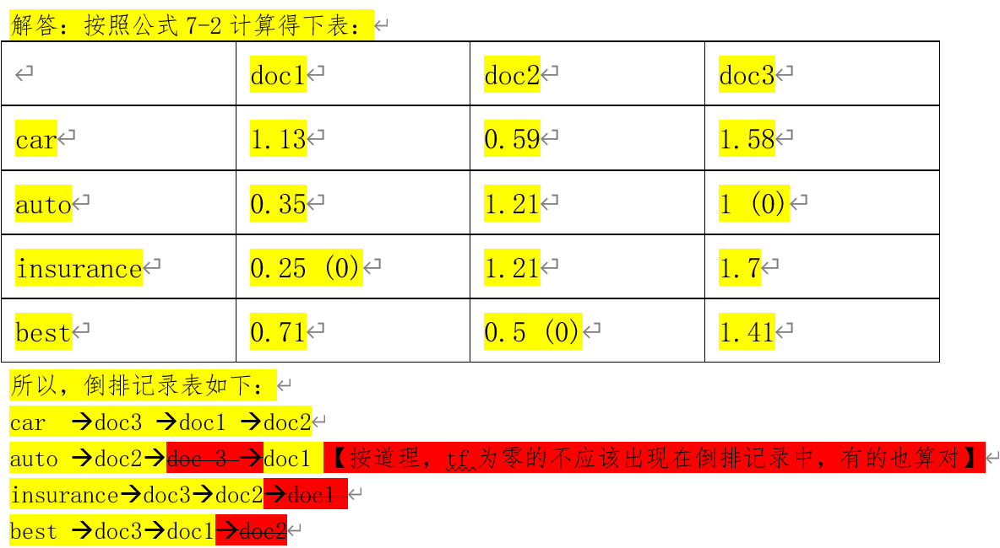 解答：按照公式 7-2 计算得下表：
doc1 doc2 doc3
car 1.13 0.59 1.58
auto 0.35 1.21 1 (0)
insurance 0.25 (0) 1.21 1.7
best 0.71 0.5 (0) 1.41
所以，倒排记录表如下：
car →doc3 →doc1 →doc2
auto →doc2→doc 3 →doc1 【按道理，tf 为零的不应该出现在倒排记录中，有的也算对】
insurance→doc3→doc2→doc1
best →doc3→doc1→doc2